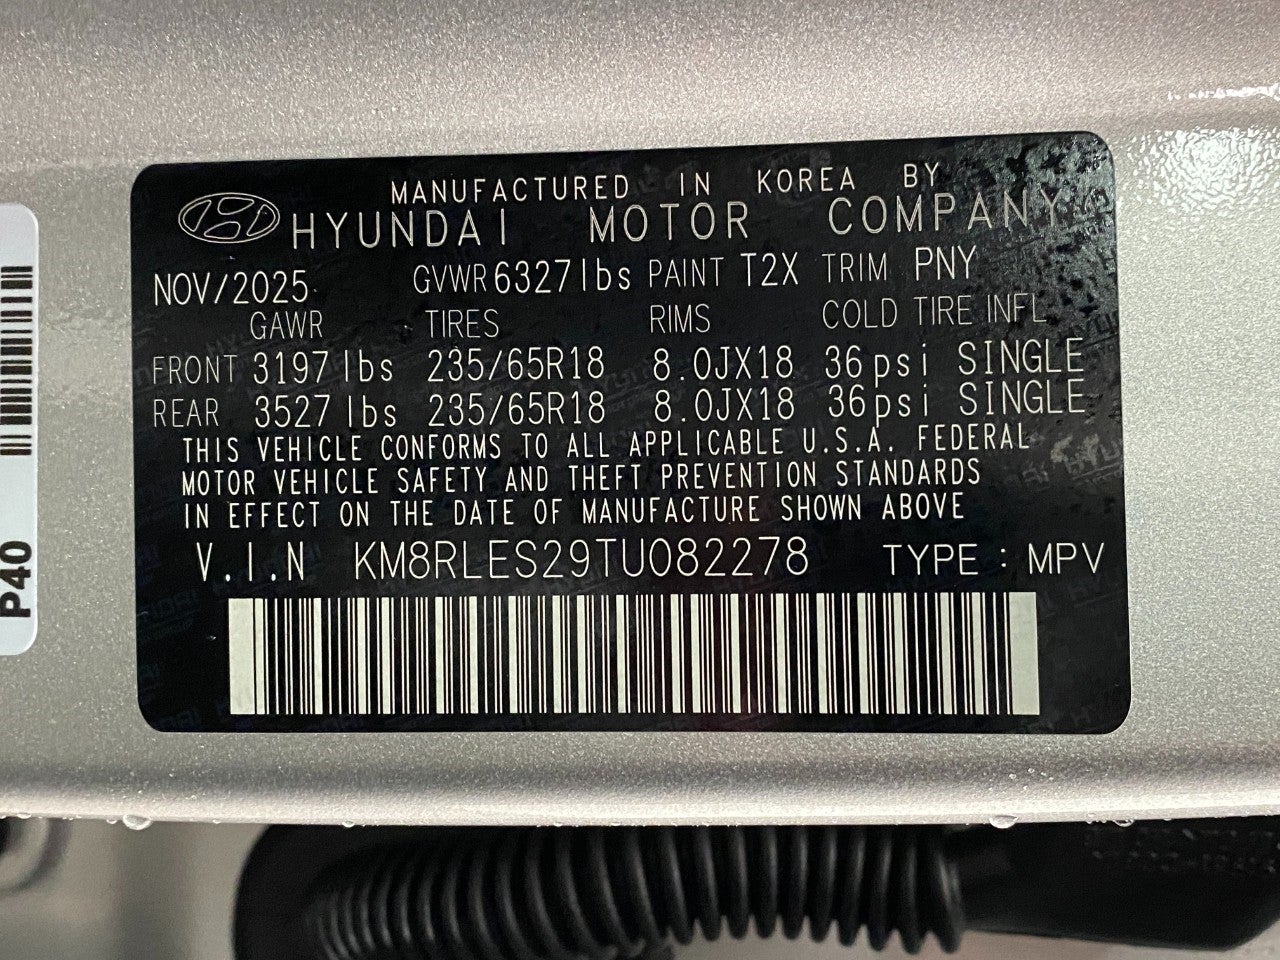 MANUFACTURED IN KOREA BY
HYUNDAI MOTOR COMPANY
NOV/2025 GVWR 6327lbs PAINT T2X TRIM PNY
GAWR TIRES RIMS COLD TIRE INFL
FRONT 3197lbs 235/65R18 8.0JX18 36psi SINGLE
REAR 3527lbs 235/65R18 8.0JX18 36psi SINGLE
THIS VEHICLE CONFORMS TO ALL APPLICABLE U.S.A. FEDERAL
MOTOR VEHICLE SAFETY AND THEFT PREVENTION STANDARDS
IN EFFECT ON THE DATE OF MANUFACTURE SHOWN ABOVE
V.I.N KM8RLES29TU082278 TYPE : MPV
P40